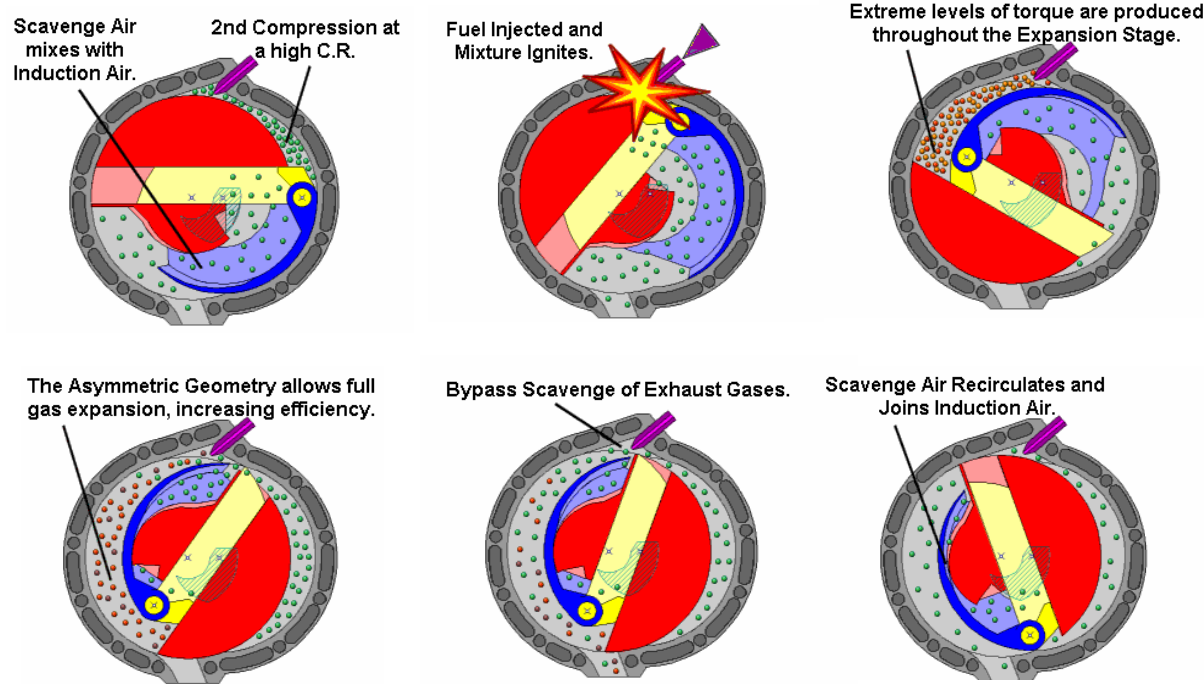 Scavenge Air
mixes with
Induction Air.
2nd Compression at
a high C.R.
Fuel Injected and
Mixture Ignites.
Extreme levels of torque are produced
throughout the Expansion Stage.
The Asymmetric Geometry allows full
gas expansion, increasing efficiency.
Bypass Scavenge of Exhaust Gases.
Scavenge Air Recirculates and
Joins Induction Air.